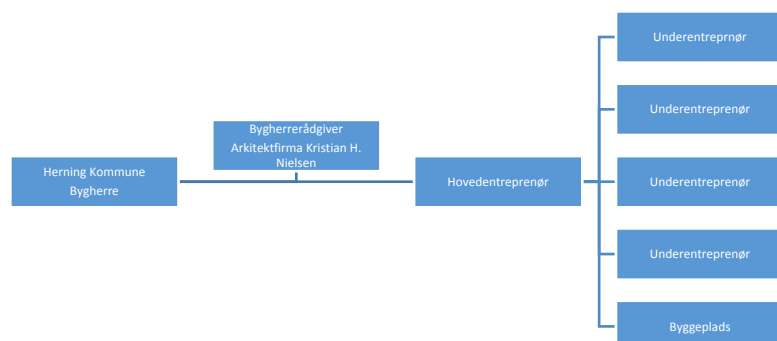 Herning Kommune
Bygherre
Bygherrerådgiver
Arkitektfirma Kristian H.
Nielsen
Hovedentreprenør
Underentreprnør
Underentreprenør
Underentreprenør
Underentreprenør
Byggeplads